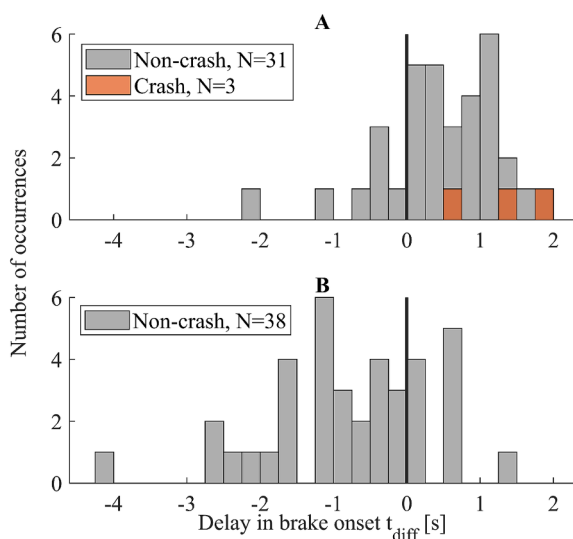 A
6
Non-crash, N=31
Crash, N=3
4
2
0
-4 -3 -2 -1 0 1 2
B
6
Non-crash, N=38
4
2
0
-4 -3 -2 -1 0 1 2
Number of occurrences
Delay in brake onset t_diff [s]